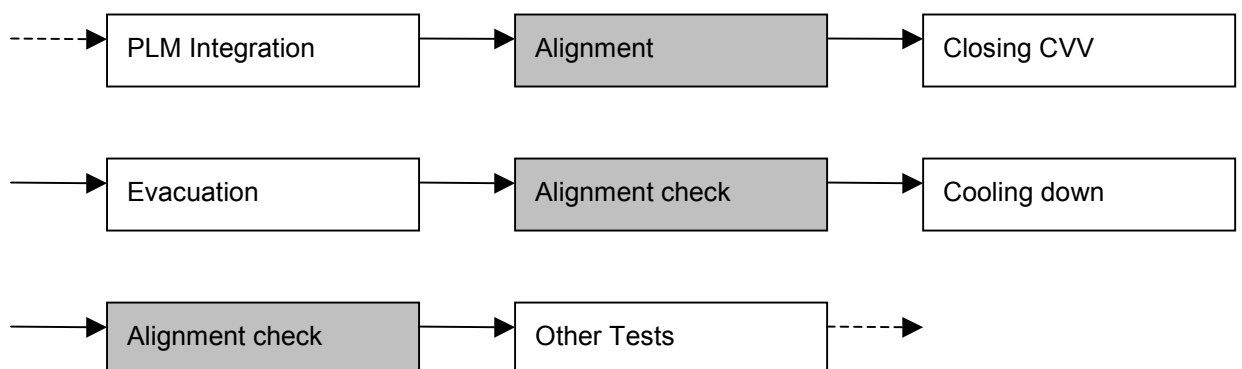 PLM Integration
Alignment
Closing CVV
Evacuation
Alignment check
Cooling down
Alignment check
Other Tests